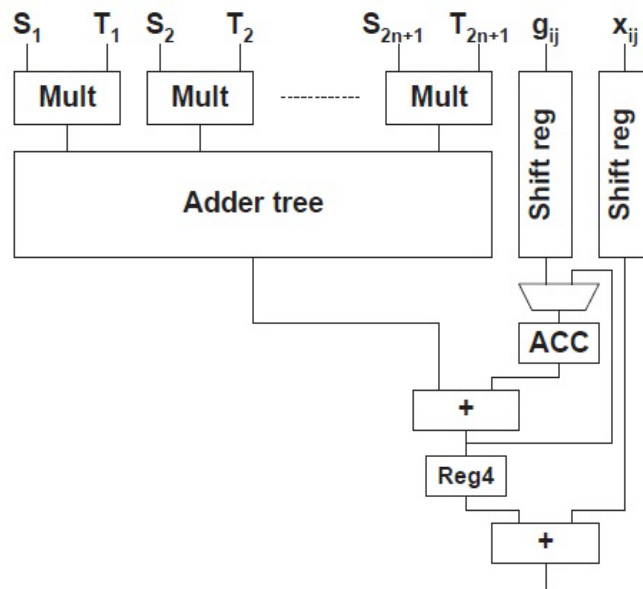 S1 T1 S2 T2 S2n+1 T2n+1 gij xij
Mult Mult Mult
Shift reg
Shift reg
Adder tree
ACC
+
Reg4
+